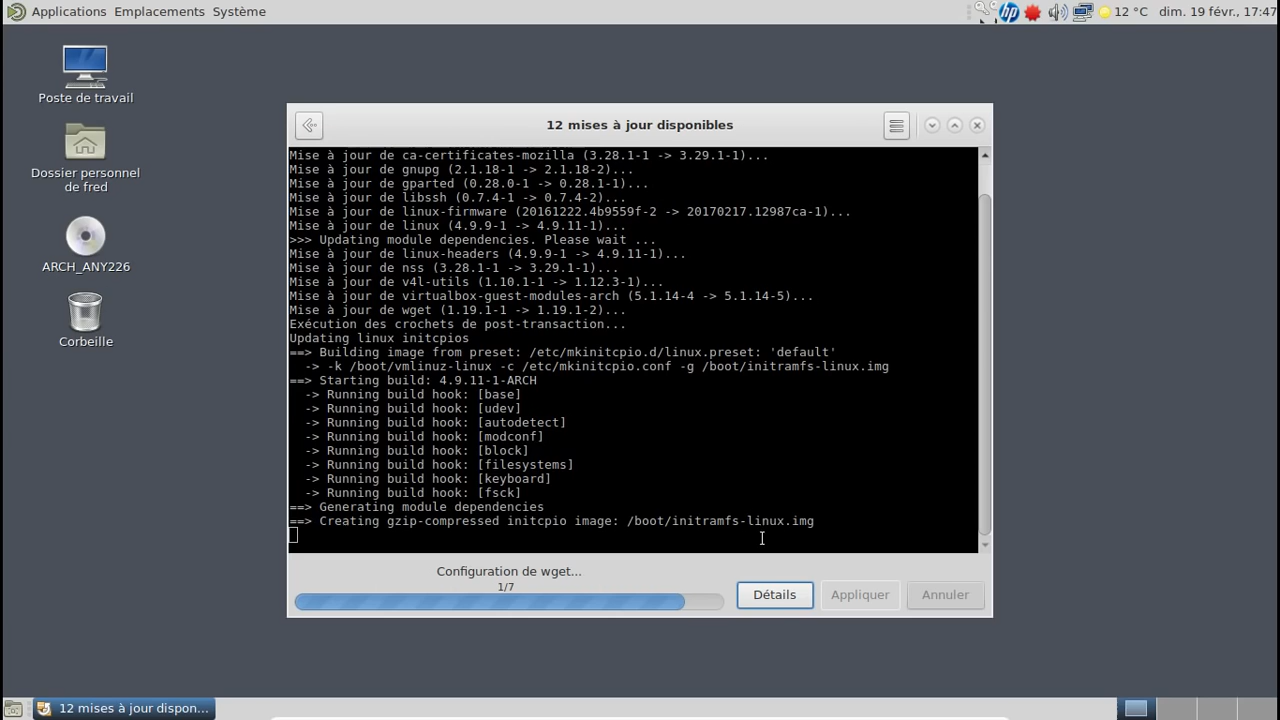 Applications Emplacements Système
hp
12 °C dim. 19 févr., 17:47
Poste de travail
Dossier personnel
de fred
ARCH_ANY226
Corbeille
12 mises à jour disponibles
Mise à jour de ca-certificates-mozilla (3.28.1-1 -> 3.29.1-1)...
Mise à jour de gnupg (2.1.18-1 -> 2.1.18-2)...
Mise à jour de gparted (0.28.0-1 -> 0.28.1-1)...
Mise à jour de libssh (0.7.4-1 -> 0.7.4-2)...
Mise à jour de linux-firmware (20161222.4b9559f-2 -> 20170217.12987ca-1)...
Mise à jour de linux (4.9.9-1 -> 4.9.11-1)...
>>> Updating module dependencies. Please wait ...
Mise à jour de linux-headers (4.9.9-1 -> 4.9.11-1)...
Mise à jour de nss (3.28.1-1 -> 3.29.1-1)...
Mise à jour de v4l-utils (1.10.1-1 -> 1.12.3-1)...
Mise à jour de virtualbox-guest-modules-arch (5.1.14-4 -> 5.1.14-5)...
Mise à jour de wget (1.19.1-1 -> 1.19.1-2)...
Exécution des crochets de post-transaction...
Updating linux initcpios
==> Building image from preset: /etc/mkinitcpio.d/linux.preset: 'default'
-> -k /boot/vmlinuz-linux -c /etc/mkinitcpio.conf -g /boot/initramfs-linux.img
==> Starting build: 4.9.11-1-ARCH
-> Running build hook: [base]
-> Running build hook: [udev]
-> Running build hook: [autodetect]
-> Running build hook: [modconf]
-> Running build hook: [block]
-> Running build hook: [filesystems]
-> Running build hook: [keyboard]
-> Running build hook: [fsck]
==> Generating module dependencies
==> Creating gzip-compressed initcpio image: /boot/initramfs-linux.img
Configuration de wget...
1/7
Détails Appliquer Annuler
12 mises à jour dispon...